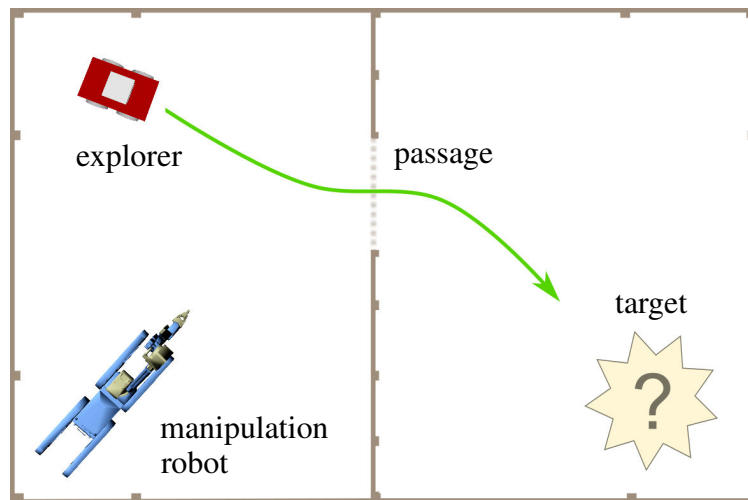 explorer
passage
target
?
manipulation
robot